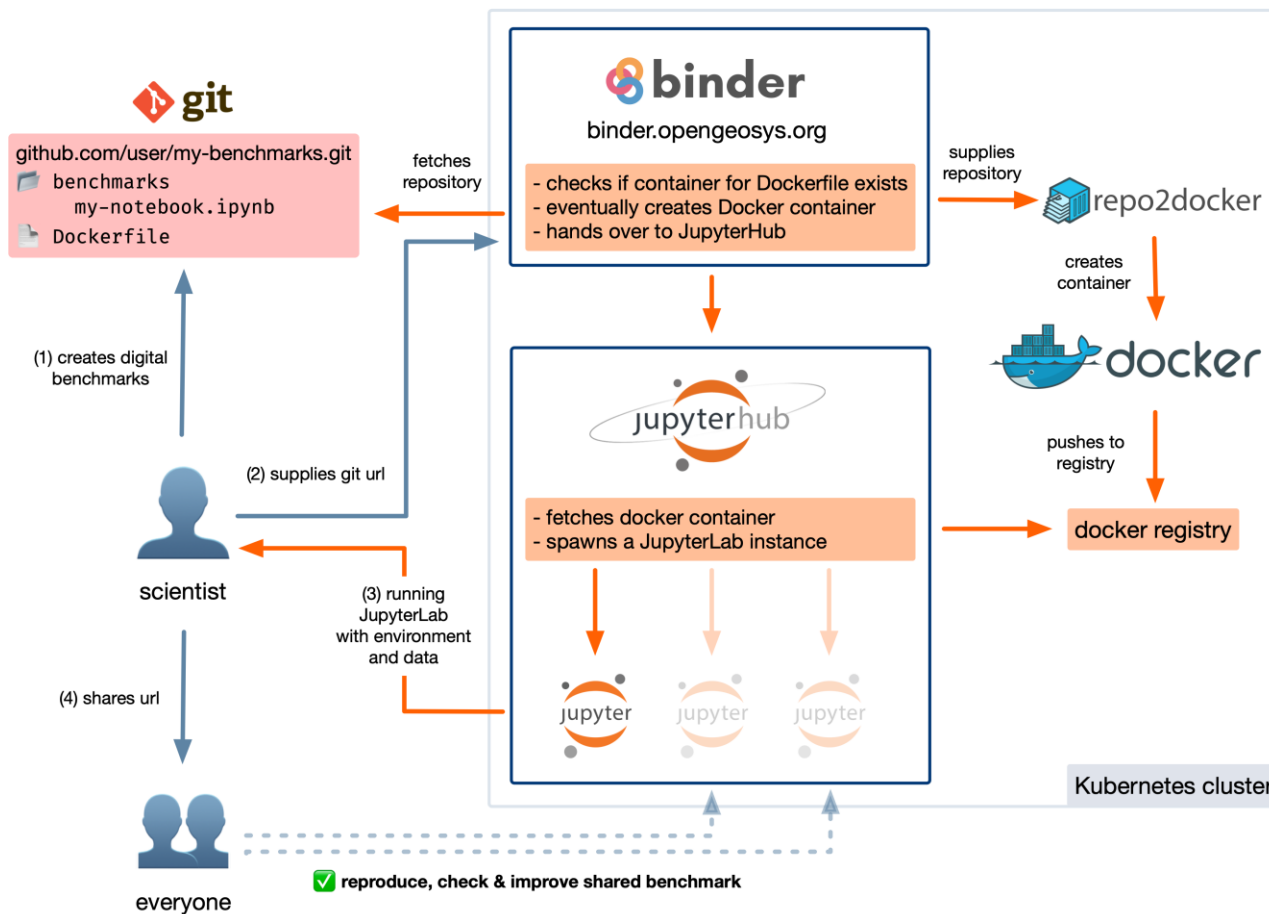 git
github.com/user/my-benchmarks.git
benchmarks
my-notebook.ipynb
Dockerfile
fetches
repository
binder
binder.opengeosys.org
- checks if container for Dockerfile exists
- eventually creates Docker container
- hands over to JupyterHub
supplies
repository
repo2docker
creates
container
docker
pushes to
registry
docker registry
(1) creates digital
benchmarks
(2) supplies git url
scientist
jupyterhub
- fetches docker container
- spawns a JupyterLab instance
(3) running
JupyterLab
with environment
and data
jupyter
jupyter
jupyter
(4) shares url
Kubernetes cluster
everyone
reproduce, check & improve shared benchmark